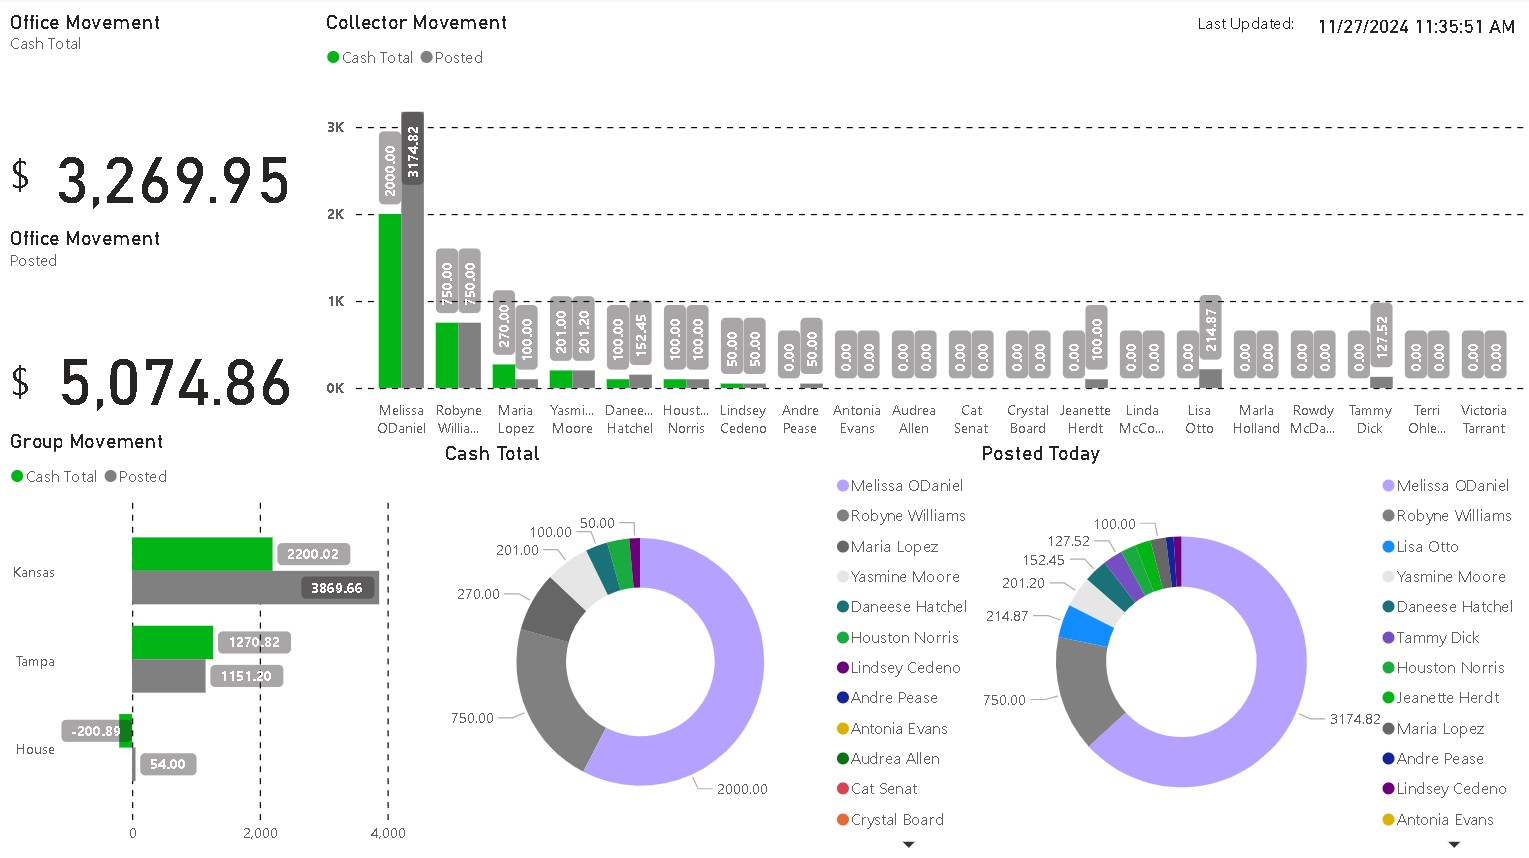 Office Movement
Cash Total
$ 3,269.95
Office Movement
Posted
$ 5,074.86
Collector Movement
Cash Total Posted
Last Updated: 11/27/2024 11:35:51 AM
3K
2K
1K
0K
2000.00 3174.82 750.00 750.00 270.00 100.00 201.00 201.20 100.00 152.45 100.00 100.00 50.00 50.00 0.00 50.00 0.00 0.00 0.00 0.00 0.00 0.00 0.00 0.00 0.00 100.00 0.00 0.00 0.00 214.87 0.00 0.00 0.00 0.00 0.00 127.52 0.00 0.00 0.00 0.00
Melissa ODaniel
Robyne Willia...
Maria Lopez
Yasmi... Moore
Danee... Hatchel
Houst... Norris
Lindsey Cedeno
Andre Pease
Antonia Evans
Audrea Allen
Cat Senat
Crystal Board
Jeanette Herdt
Linda McCo...
Lisa Otto
Marla Holland
Rowdy McDa...
Tammy Dick
Terri Ohle...
Victoria Tarrant
Group Movement
Cash Total Posted
Kansas
2200.02
3869.66
Tampa
1270.82
1151.20
House
-200.89
54.00
0 2,000 4,000
Cash Total
50.00
100.00
201.00
270.00
750.00
2000.00
Melissa ODaniel
Robyne Williams
Maria Lopez
Yasmine Moore
Daneese Hatchel
Houston Norris
Lindsey Cedeno
Andre Pease
Antonia Evans
Audrea Allen
Cat Senat
Crystal Board
Posted Today
100.00
127.52
152.45
201.20
214.87
750.00
3174.82
Melissa ODaniel
Robyne Williams
Lisa Otto
Yasmine Moore
Daneese Hatchel
Tammy Dick
Houston Norris
Jeanette Herdt
Maria Lopez
Andre Pease
Lindsey Cedeno
Antonia Evans